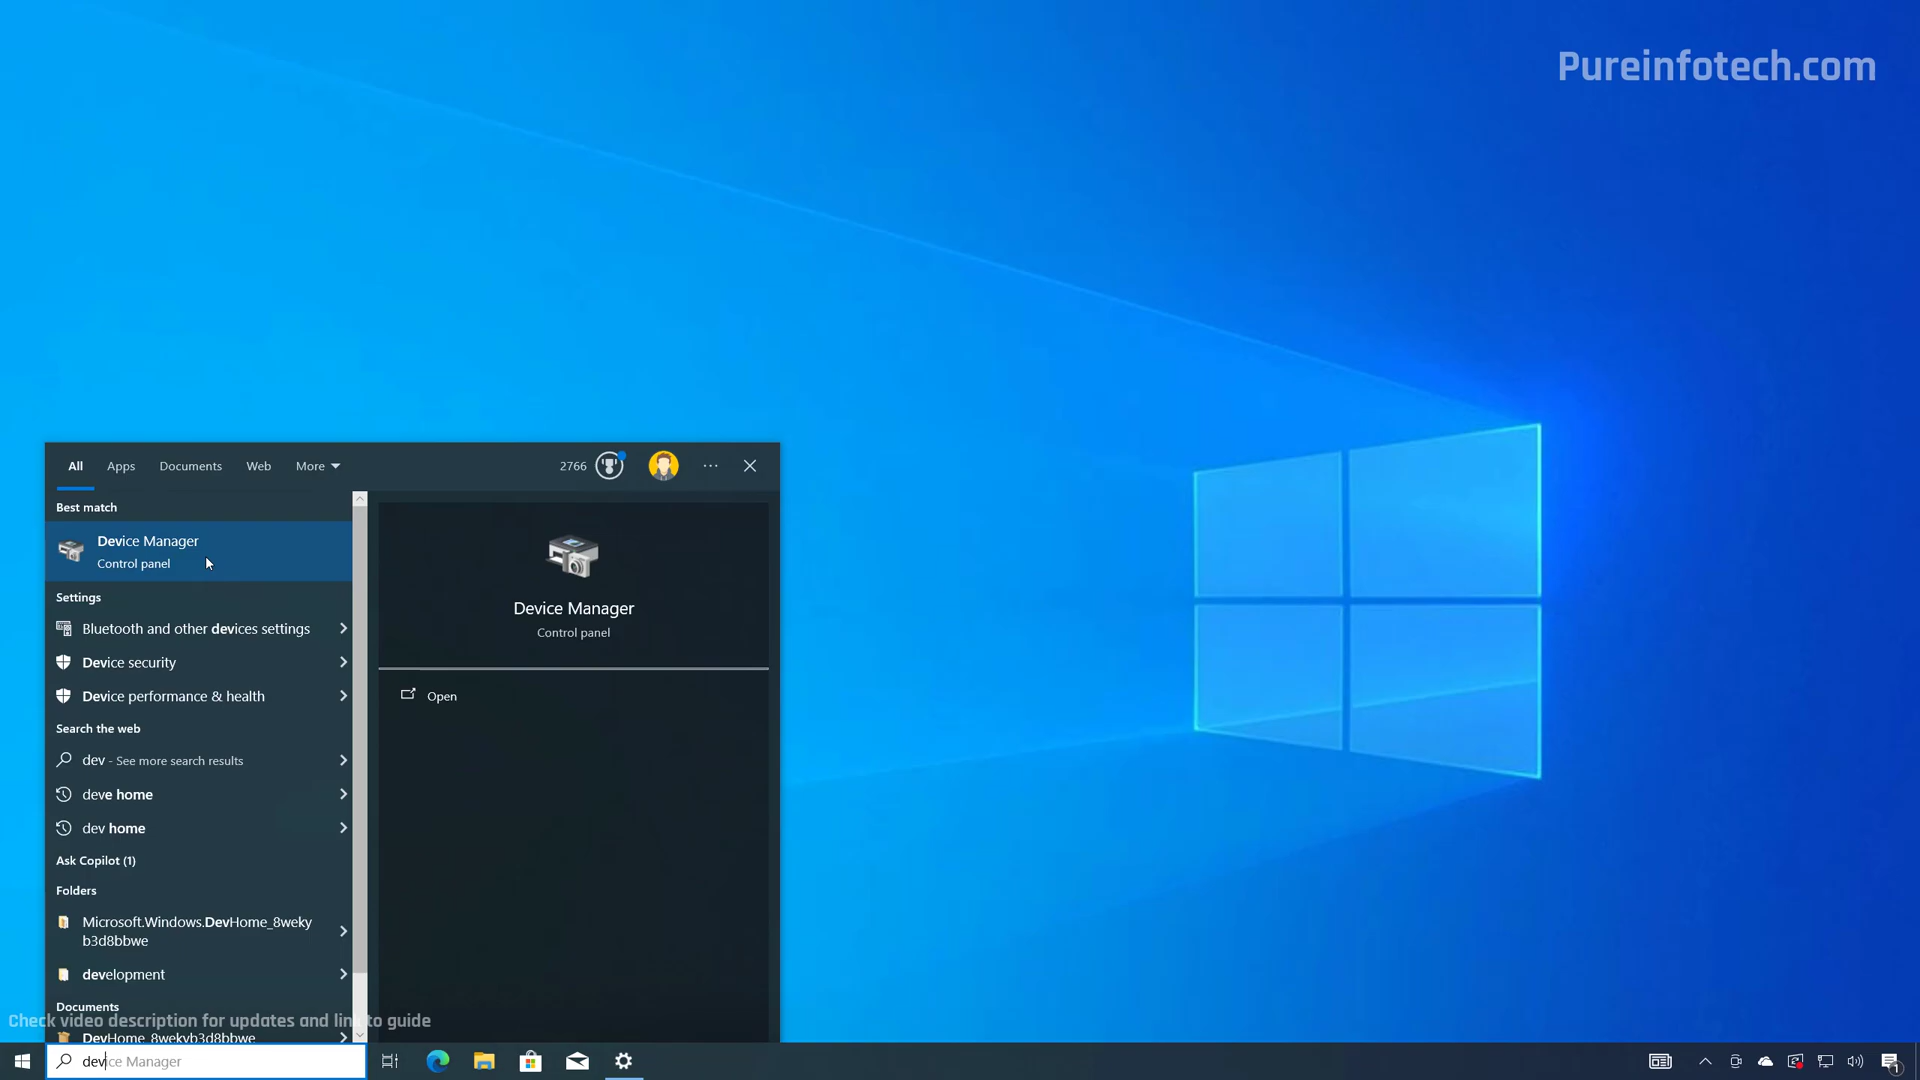 Pureinfotech.com
All Apps Documents Web More 2766 ...
Best match
Device Manager
Control panel
Settings
Bluetooth and other devices settings
Device security
Device performance & health
Search the web
dev - See more search results
deve home
dev home
Ask Copilot (1)
Folders
Microsoft.Windows.DevHome_8weky
b3d8bbwe
development
Documents
DevHome_8wekyb3d8bbwe
Device Manager
Control panel
Open
Check video description for updates and link to guide
device Manager
1